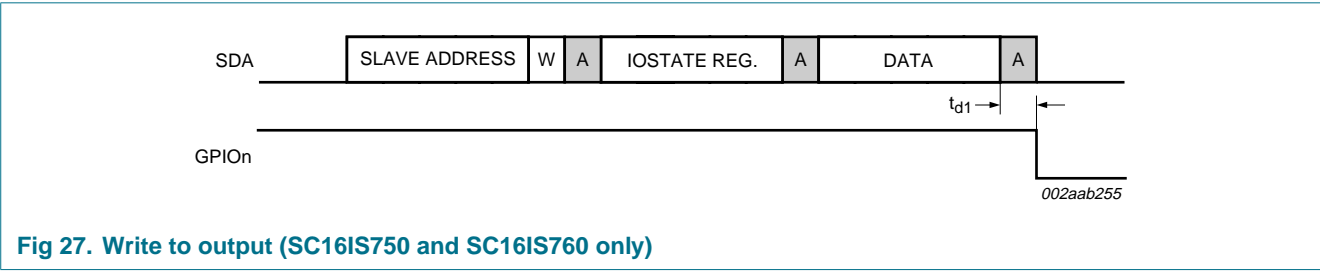 SDA SLAVE ADDRESS W A IOSTATE REG. A DATA A
td1
GPIOn
002aab255
Fig 27. Write to output (SC16IS750 and SC16IS760 only)